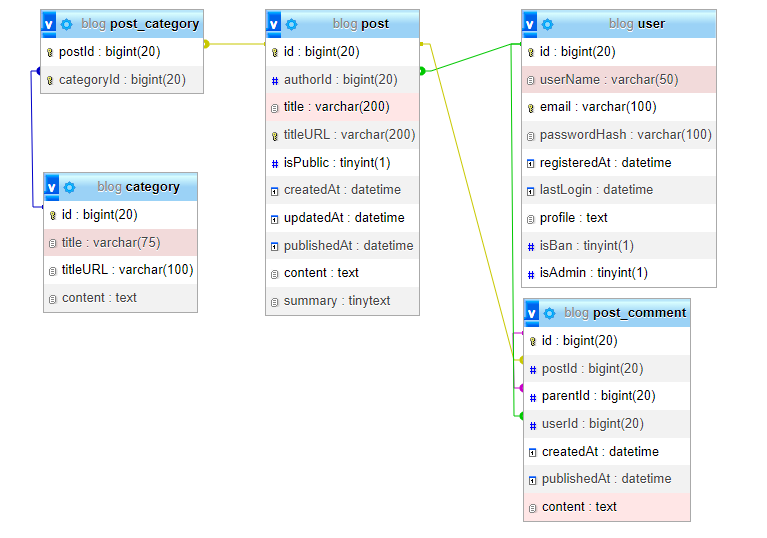 v blog post_category
postId : bigint(20)
categoryId : bigint(20)
v blog category
id : bigint(20)
title : varchar(75)
titleURL : varchar(100)
content : text
v blog post
id : bigint(20)
# authorId : bigint(20)
title : varchar(200)
titleURL : varchar(200)
# isPublic : tinyint(1)
createdAt : datetime
updatedAt : datetime
publishedAt : datetime
content : text
summary : tinytext
v blog user
id : bigint(20)
userName : varchar(50)
email : varchar(100)
passwordHash : varchar(100)
registeredAt : datetime
lastLogin : datetime
profile : text
# isBan : tinyint(1)
# isAdmin : tinyint(1)
v blog post_comment
id : bigint(20)
# postId : bigint(20)
# parentId : bigint(20)
# userId : bigint(20)
createdAt : datetime
publishedAt : datetime
content : text